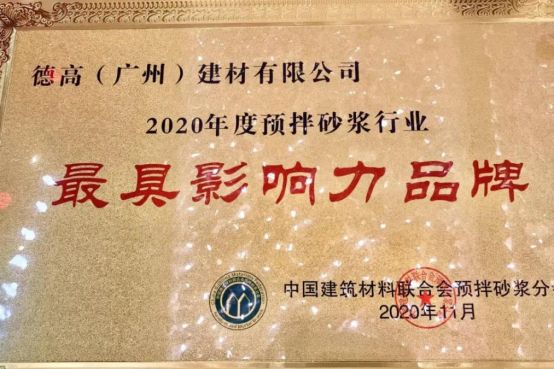 德高（广州）建材有限公司
2020年度预拌砂浆行业
最具影响力品牌
中国建筑材料联合会预拌砂浆分
2020年11月